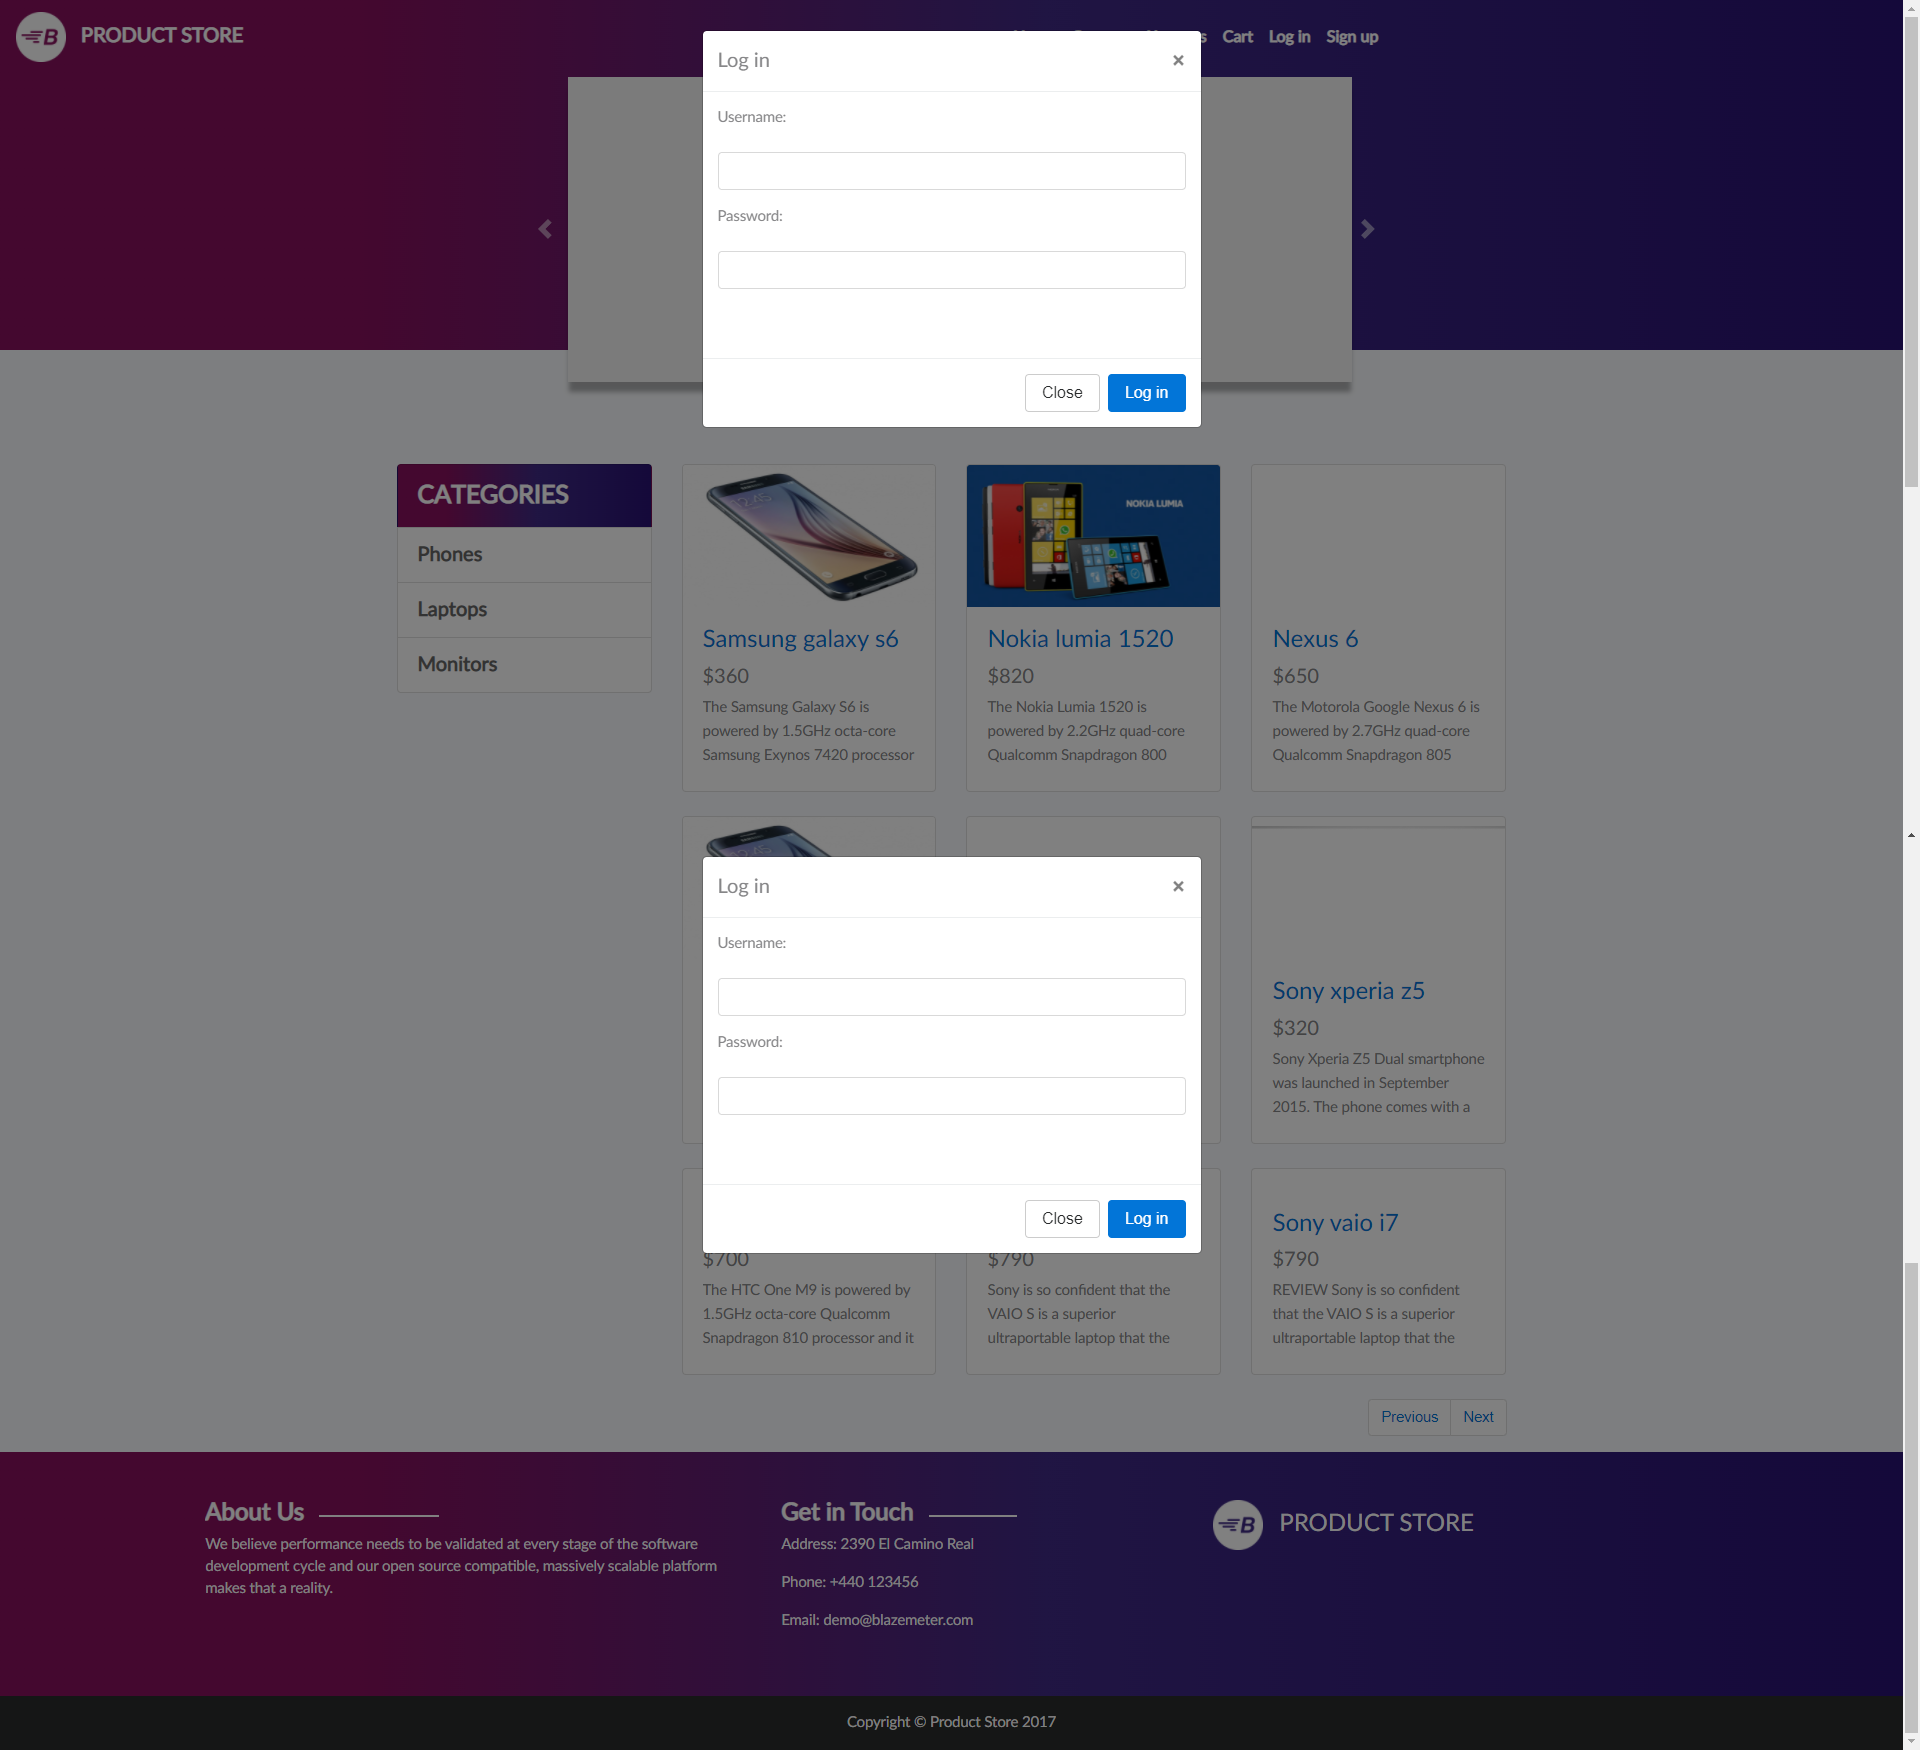 PRODUCT STORE
Cart Log in Sign up
Log in
×
Username:
Password:
Close Log in
CATEGORIES
Phones
Laptops
Monitors
NOKIA LUMIA
Samsung galaxy s6
$360
The Samsung Galaxy S6 is
powered by 1.5GHz octa-core
Samsung Exynos 7420 processor
Nokia lumia 1520
$820
The Nokia Lumia 1520 is
powered by 2.2GHz quad-core
Qualcomm Snapdragon 800
Nexus 6
$650
The Motorola Google Nexus 6 is
powered by 2.7GHz quad-core
Qualcomm Snapdragon 805
Log in
×
Username:
Password:
Close Log in
Sony xperia z5
$320
Sony Xperia Z5 Dual smartphone
was launched in September
2015. The phone comes with a
$700
The HTC One M9 is powered by
1.5GHz octa-core Qualcomm
Snapdragon 810 processor and it
$790
Sony is so confident that the
VAIO S is a superior
ultraportable laptop that the
Sony vaio i7
$790
REVIEW Sony is so confident
that the VAIO S is a superior
ultraportable laptop that the
Previous Next
About Us
We believe performance needs to be validated at every stage of the software
development cycle and our open source compatible, massively scalable platform
makes that a reality.
Get in Touch
Address: 2390 El Camino Real
Phone: +440 123456
Email: demo@blazemeter.com
B PRODUCT STORE
Copyright © Product Store 2017